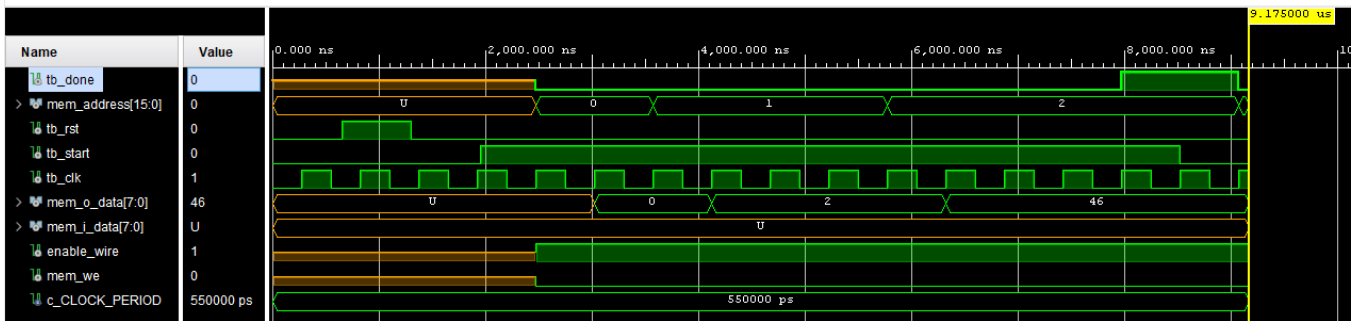 9.175000 us
Name Value 0.000 ns 2,000.000 ns 4,000.000 ns 6,000.000 ns 8,000.000 ns 10
tb_done 0
mem_address[15:0] 0 U 0 1 2
tb_rst 0
tb_start 0
tb_clk 1
mem_o_data[7:0] 46 U 0 2 46
mem_i_data[7:0] U U
enable_wire 1
mem_we 0
c_CLOCK_PERIOD 550000 ps 550000 ps